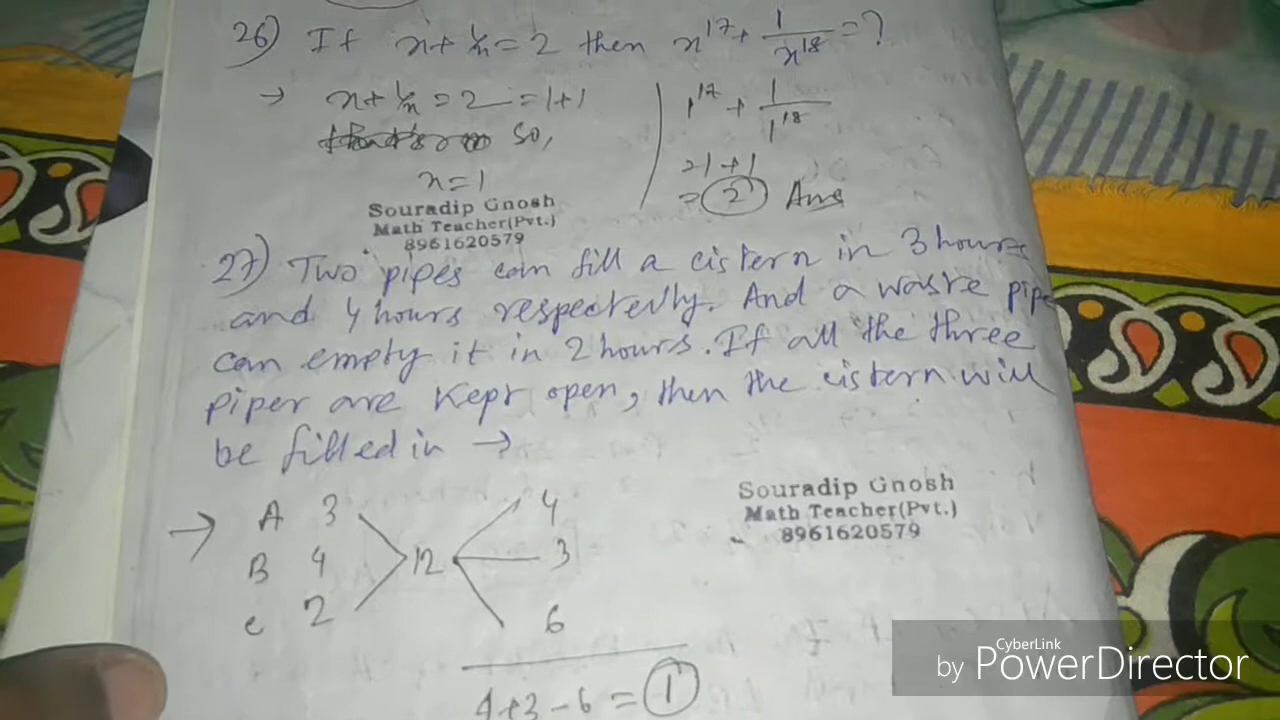 26) If x + 1/x = 2 then x^17 + 1/x^18 = ?
→ x + 1/x = 2 = 1+1
So,
x = 1
1^17 + 1/1^18
= 1 + 1
= 2 Ans
Souradip Gnosh
Math Teacher(Pvt.)
8961620579
27) Two pipes can fill a cistern in 3 hours
and 4 hours respectevly. And a waste pipe
can empty it in 2 hours. If all the three
piper are kept open, then the cistern will
be filled in →
→ A 3 12 4
B 4 3
C 2 6
4+3-6 = 1
Souradip Gnosh
Math Teacher(Pvt.)
8961620579
CyberLink
by PowerDirector